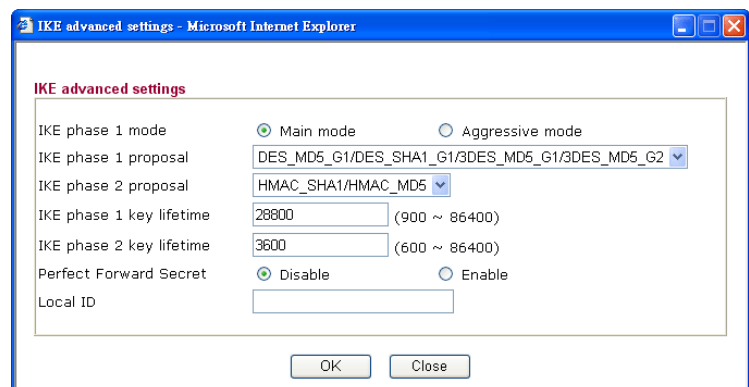 IKE advanced settings - Microsoft Internet Explorer
IKE advanced settings
IKE phase 1 mode Main mode Aggressive mode
IKE phase 1 proposal DES_MD5_G1/DES_SHA1_G1/3DES_MD5_G1/3DES_MD5_G2
IKE phase 2 proposal HMAC_SHA1/HMAC_MD5
IKE phase 1 key lifetime 28800 (900 ~ 86400)
IKE phase 2 key lifetime 3600 (600 ~ 86400)
Perfect Forward Secret Disable Enable
Local ID
OK Close